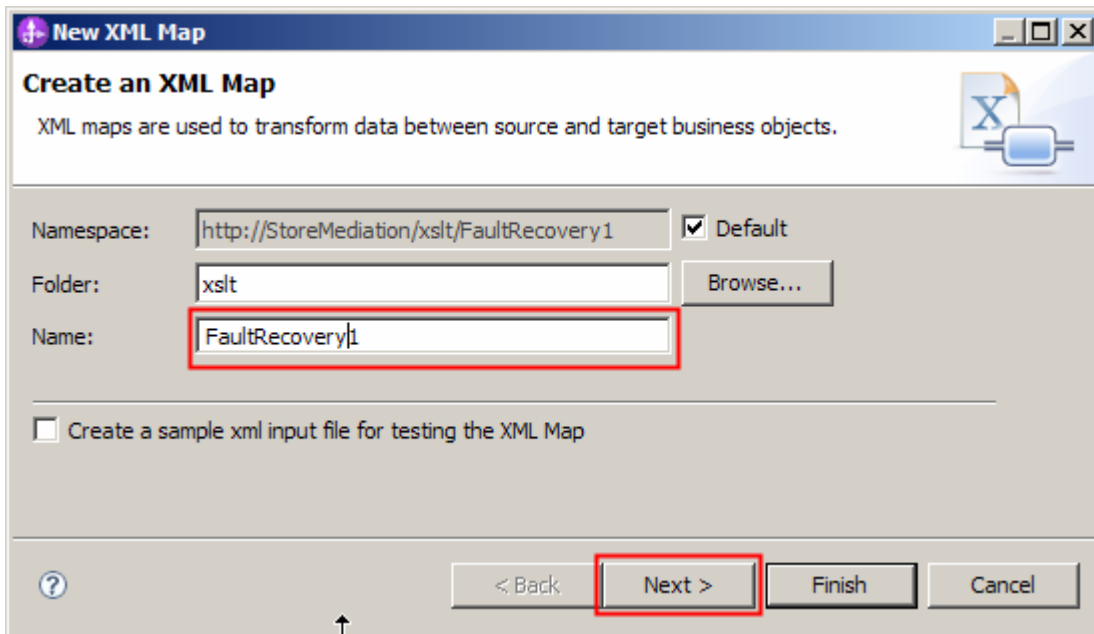 New XML Map
Create an XML Map
XML maps are used to transform data between source and target business objects.
Namespace: http://StoreMediation/xslt/FaultRecovery1 Default
Folder: xslt Browse...
Name: FaultRecovery1
Create a sample xml input file for testing the XML Map
? < Back Next > Finish Cancel